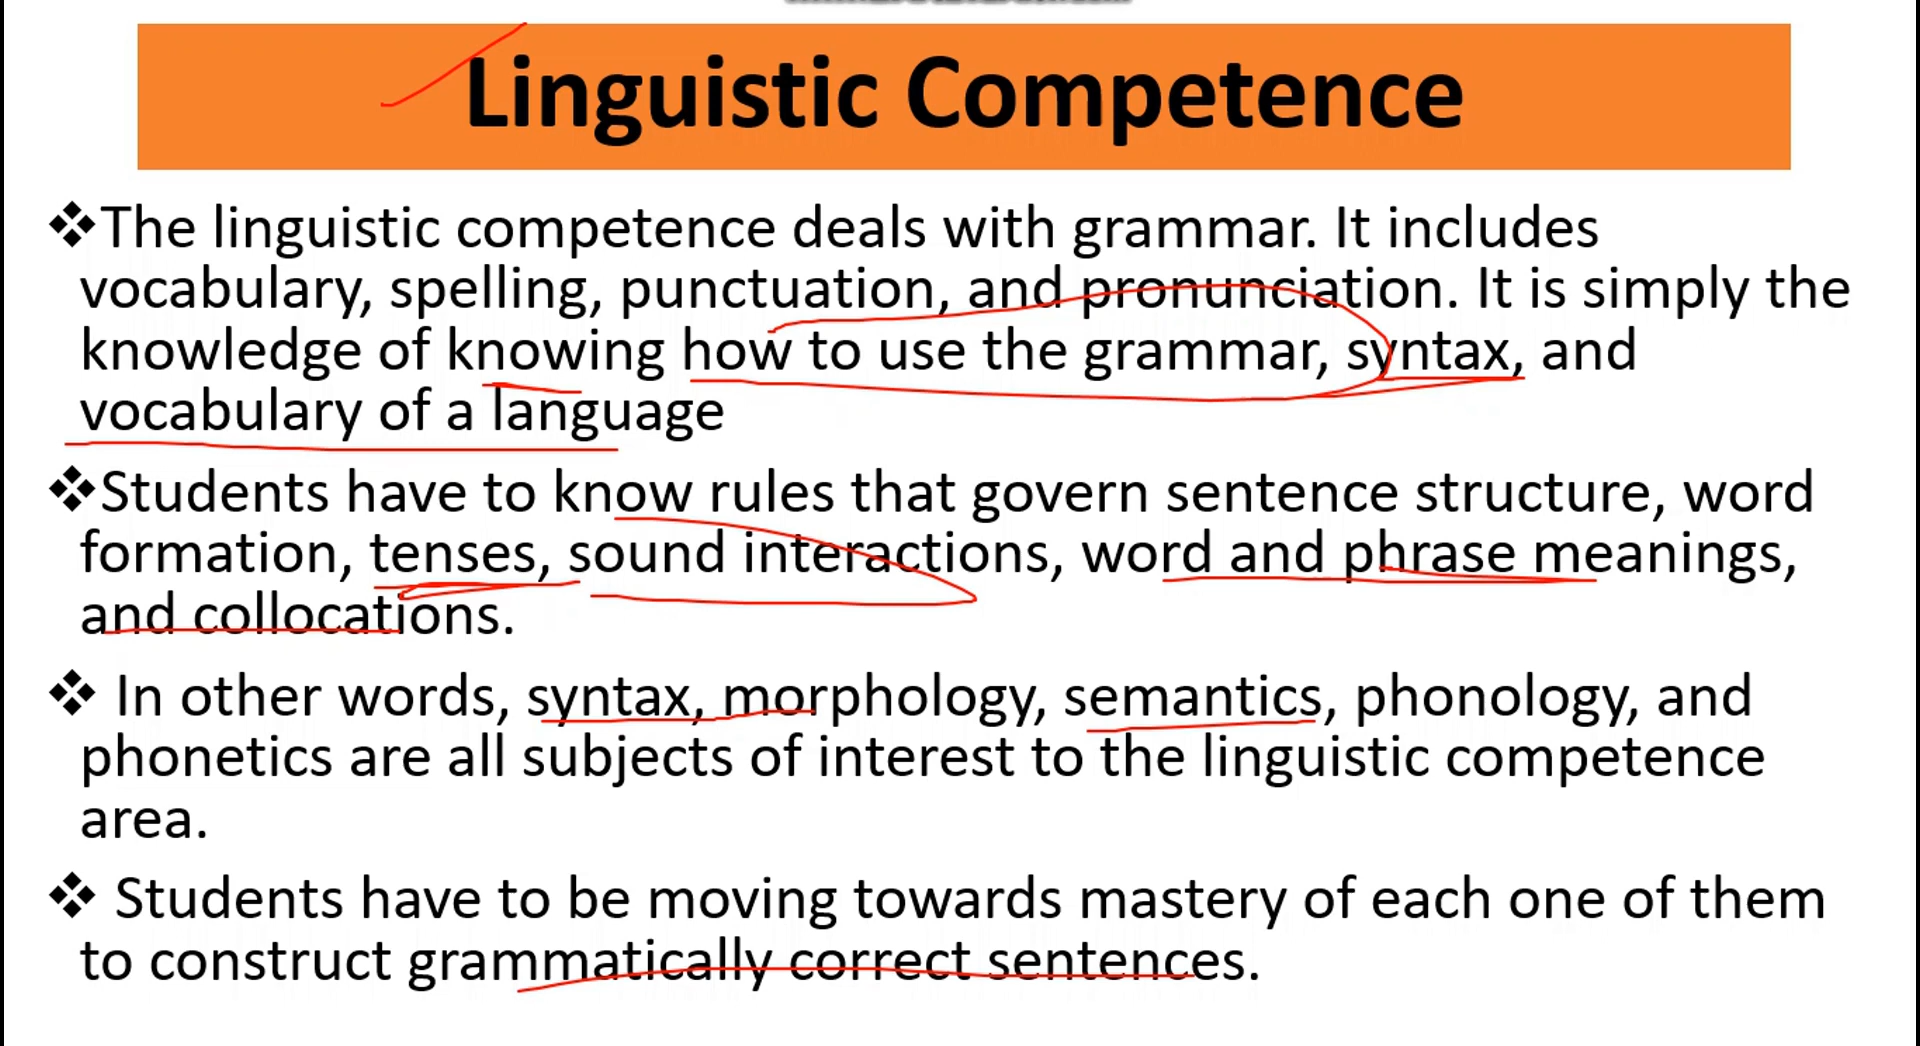 Linguistic Competence
❖The linguistic competence deals with grammar. It includes
vocabulary, spelling, punctuation, and pronunciation. It is simply the
knowledge of knowing how to use the grammar, syntax, and
vocabulary of a language
❖Students have to know rules that govern sentence structure, word
formation, tenses, sound interactions, word and phrase meanings,
and collocations.
❖ In other words, syntax, morphology, semantics, phonology, and
phonetics are all subjects of interest to the linguistic competence
area.
❖ Students have to be moving towards mastery of each one of them
to construct grammatically correct sentences.